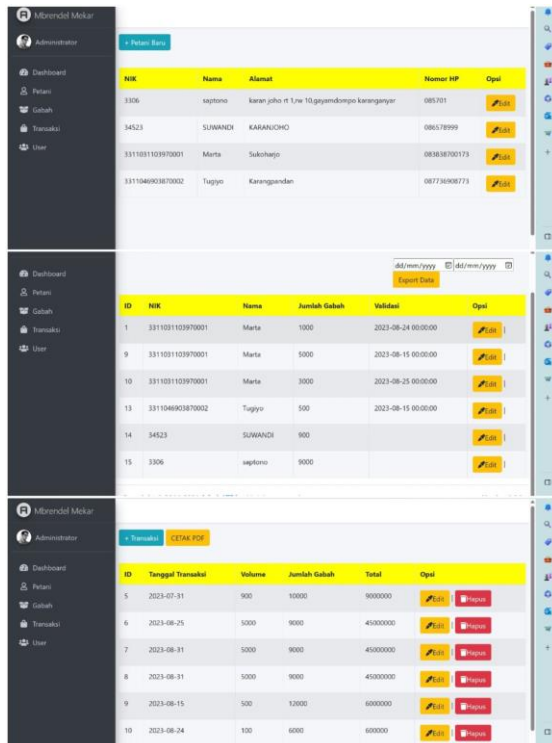 Mbrendel Mekar
Administrator
Dashboard
Petani
Gabah
Transaksi
User
+ Petani Baru
NIK Nama Alamat Nomor HP Opsi
3306 saptono karan joho rt 1,rw 10,gayamdompo karanganyar 085701 Edit
34523 SUWANDI KARANJOHO 086578999 Edit
3311031103970001 Marta Sukoharjo 083838700173 Edit
3311046903870002 Tugiyo Karangpandan 087736908773 Edit
Dashboard
Petani
Gabah
Transaksi
User
dd/mm/yyyy dd/mm/yyyy
Export Data
ID NIK Nama Jumlah Gabah Validasi Opsi
1 3311031103970001 Marta 1000 2023-08-24 00:00:00 Edit |
9 3311031103970001 Marta 5000 2023-08-15 00:00:00 Edit |
10 3311031103970001 Marta 3000 2023-08-25 00:00:00 Edit |
13 3311046903870002 Tugiyo 500 2023-08-15 00:00:00 Edit |
14 34523 SUWANDI 900 Edit |
15 3306 saptono 9000 Edit |
Mbrendel Mekar
Administrator
Dashboard
Petani
Gabah
Transaksi
User
+ Transaksi CETAK PDF
ID Tanggal Transaksi Volume Jumlah Gabah Total Opsi
5 2023-07-31 900 10000 9000000 Edit | Hapus
6 2023-08-25 5000 9000 45000000 Edit | Hapus
7 2023-08-31 5000 9000 45000000 Edit | Hapus
8 2023-08-31 5000 9000 45000000 Edit | Hapus
9 2023-08-15 500 12000 6000000 Edit | Hapus
10 2023-08-24 100 6000 600000 Edit | Hapus